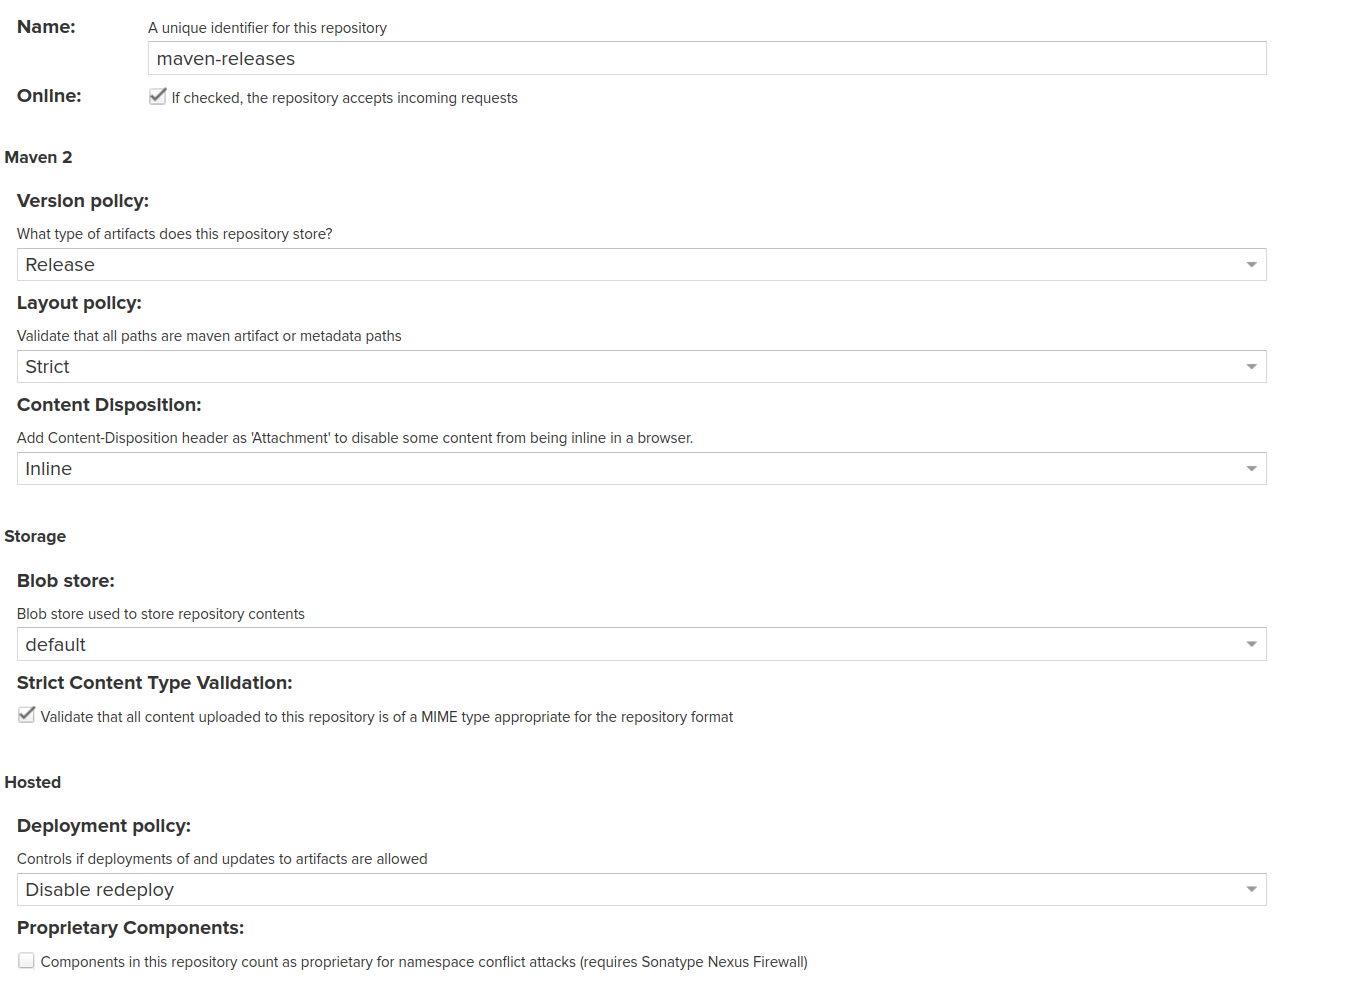 Name:
A unique identifier for this repository
maven-releases
Online:
If checked, the repository accepts incoming requests
Maven 2
Version policy:
What type of artifacts does this repository store?
Release
Layout policy:
Validate that all paths are maven artifact or metadata paths
Strict
Content Disposition:
Add Content-Disposition header as 'Attachment' to disable some content from being inline in a browser.
Inline
Storage
Blob store:
Blob store used to store repository contents
default
Strict Content Type Validation:
Validate that all content uploaded to this repository is of a MIME type appropriate for the repository format
Hosted
Deployment policy:
Controls if deployments of and updates to artifacts are allowed
Disable redeploy
Proprietary Components:
Components in this repository count as proprietary for namespace conflict attacks (requires Sonatype Nexus Firewall)